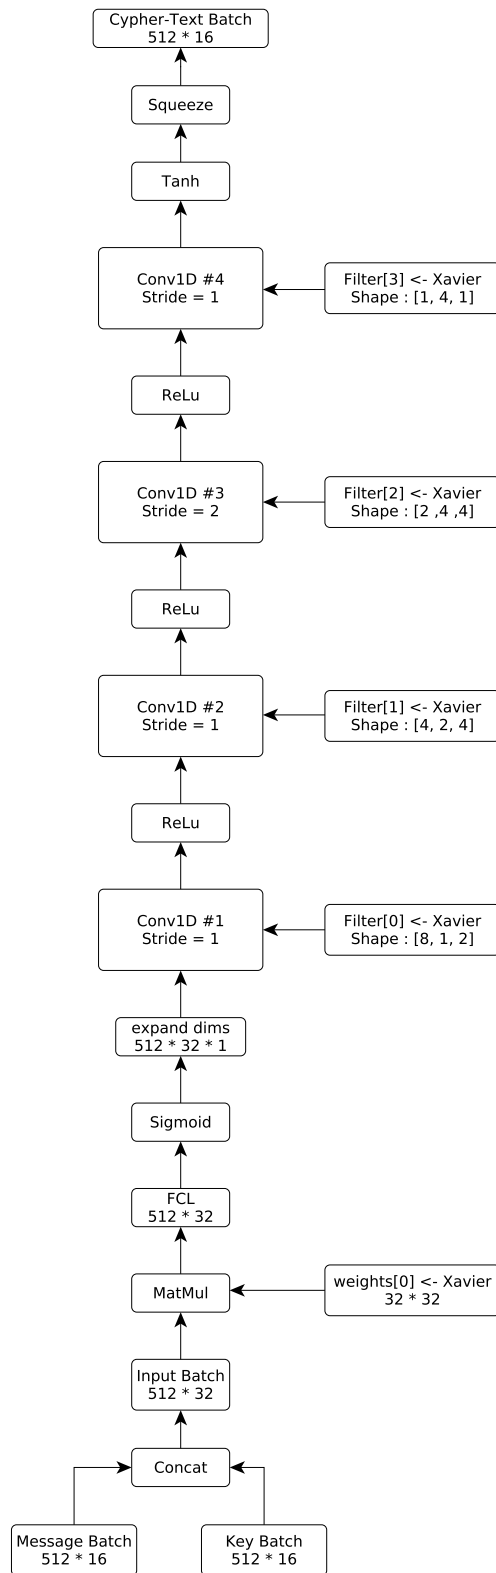 Cypher-Text Batch
512 * 16
Squeeze
Tanh
Conv1D #4
Stride = 1
Filter[3] <- Xavier
Shape : [1, 4, 1]
ReLu
Conv1D #3
Stride = 2
Filter[2] <- Xavier
Shape : [2 ,4 ,4]
ReLu
Conv1D #2
Stride = 1
Filter[1] <- Xavier
Shape : [4, 2, 4]
ReLu
Conv1D #1
Stride = 1
Filter[0] <- Xavier
Shape : [8, 1, 2]
expand dims
512 * 32 * 1
Sigmoid
FCL
512 * 32
MatMul
weights[0] <- Xavier
32 * 32
Input Batch
512 * 32
Concat
Message Batch
512 * 16
Key Batch
512 * 16